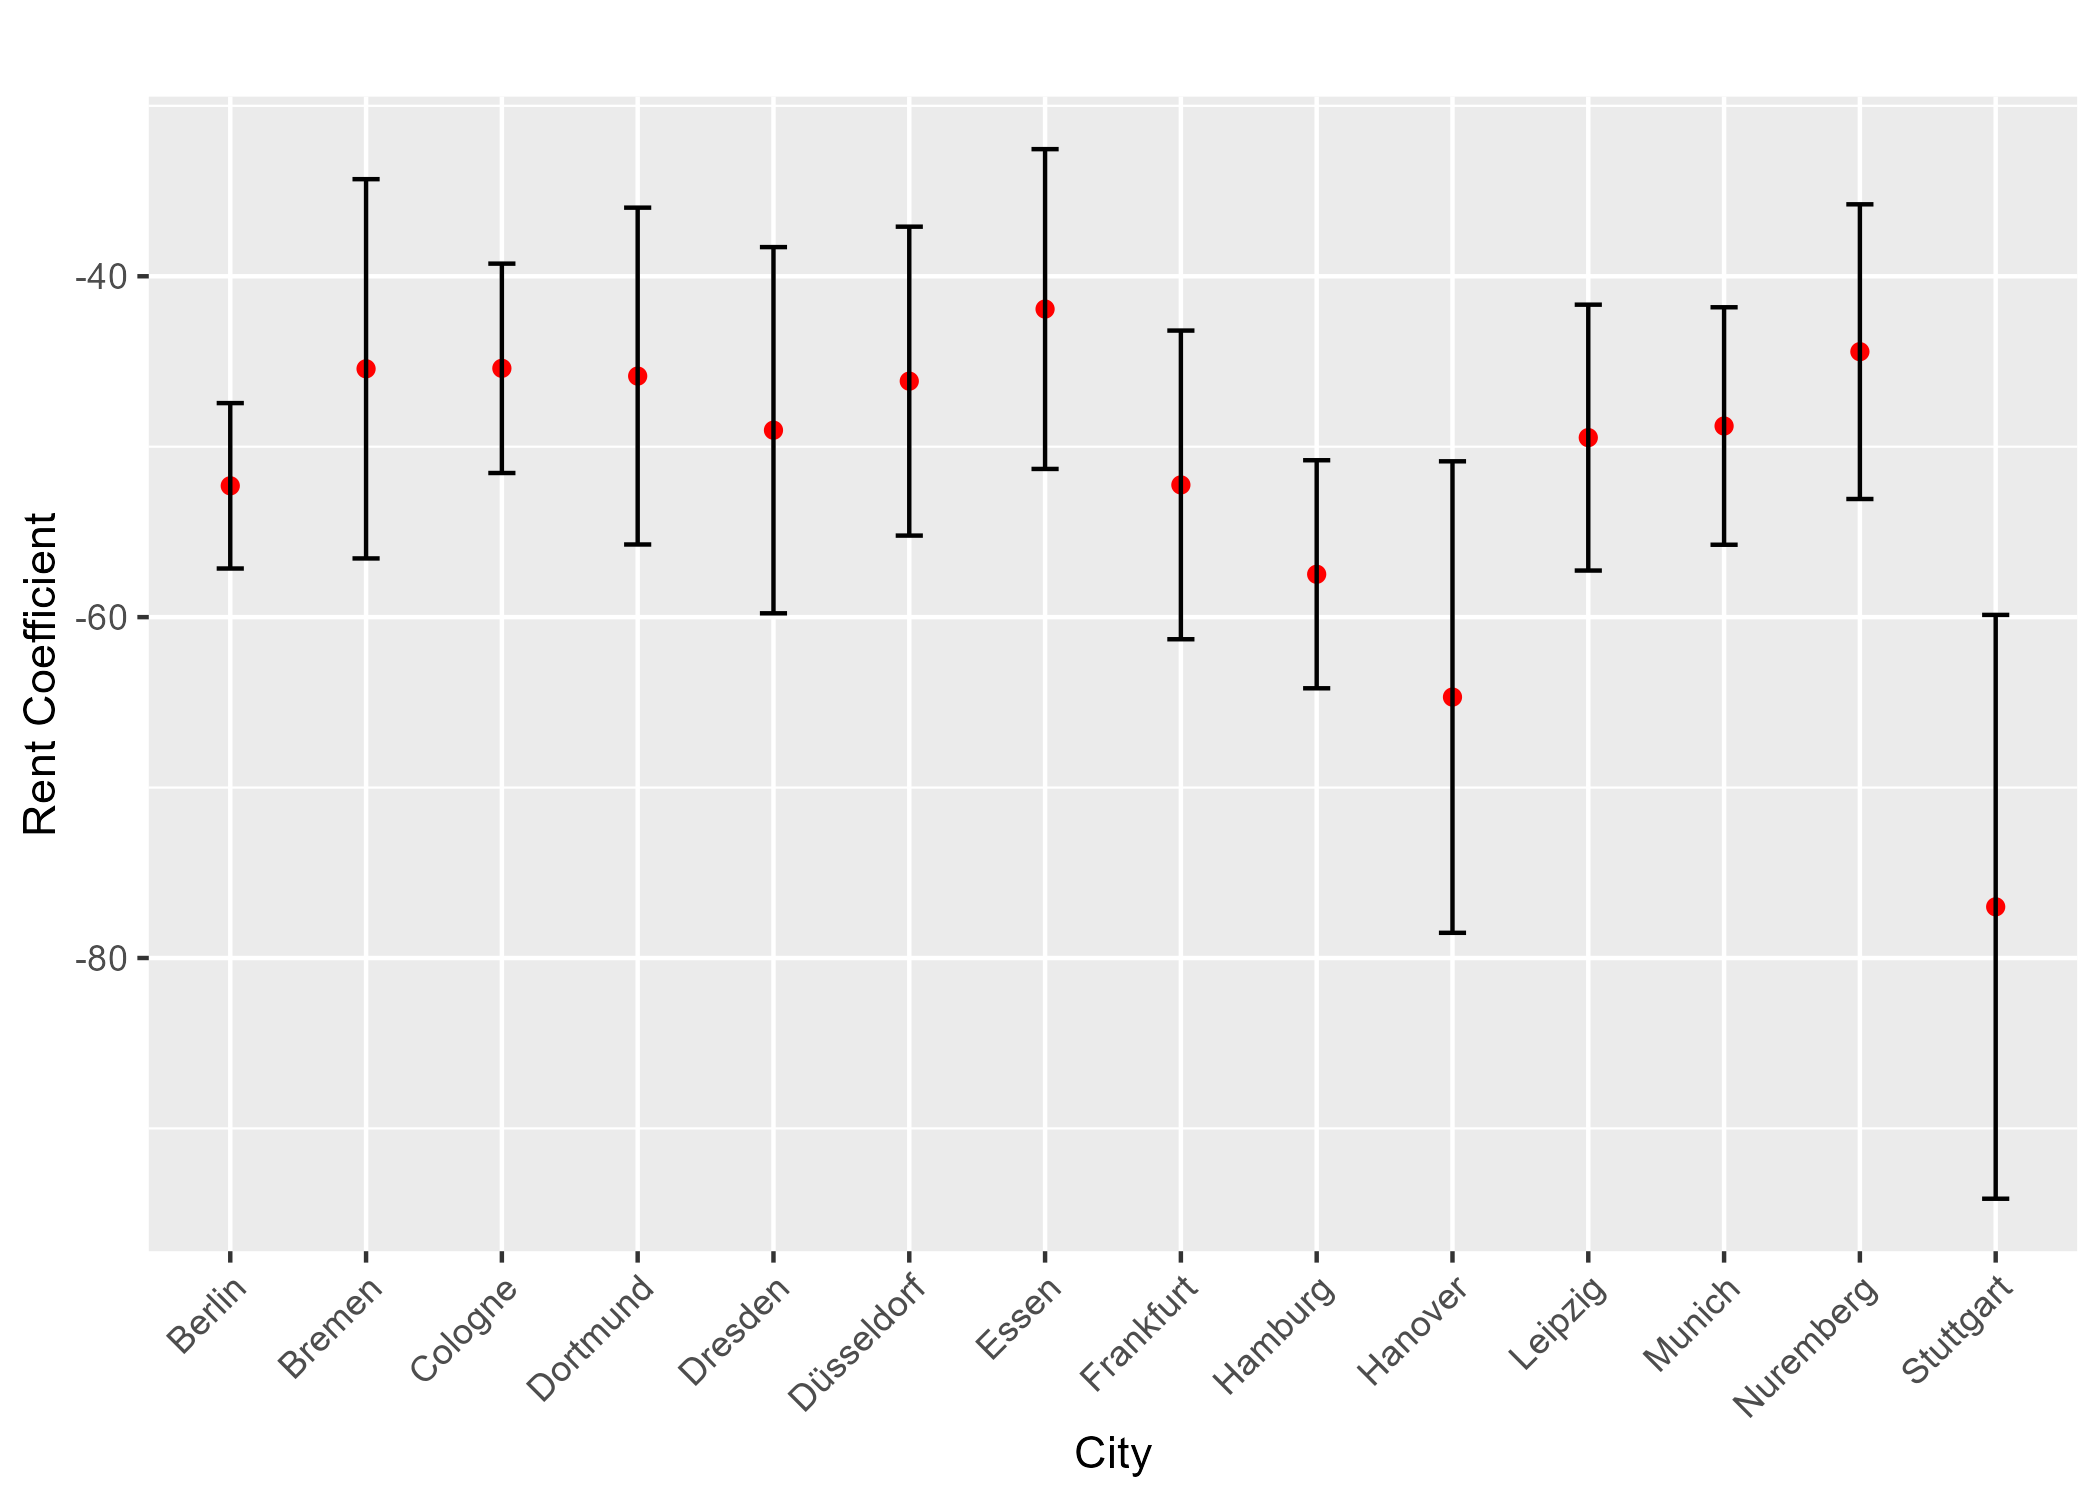 Rent Coefficient
-40
-60
-80
Berlin
Bremen
Cologne
Dortmund
Dresden
Düsseldorf
Essen
Frankfurt
Hamburg
Hanover
Leipzig
Munich
Nuremberg
Stuttgart
City